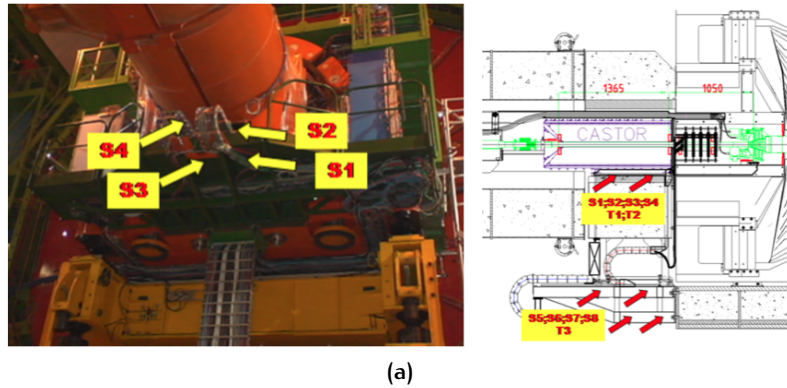 S4
S2
S3
S1
1365
1050
CASTOR
S1;S2;S3;S4
T1;T2
S5;S6;S7;S8
T3
(a)